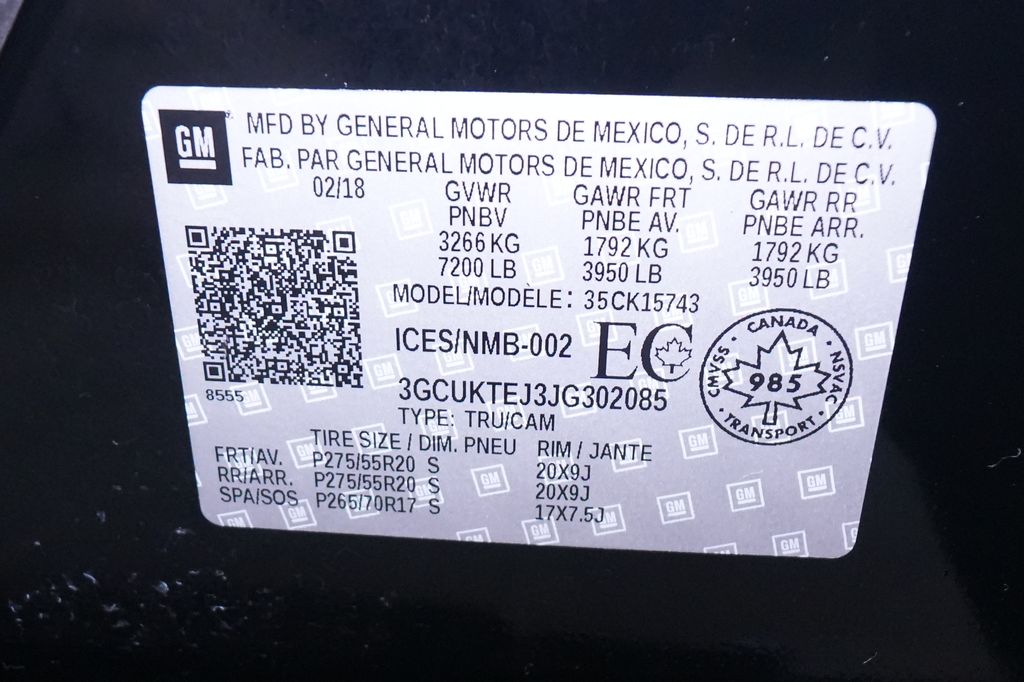 GM
MFD BY GENERAL MOTORS DE MEXICO, S. DE R.L. DE C.V.
FAB. PAR GENERAL MOTORS DE MEXICO, S. DE R.L. DE C.V.
02/18 GVWR GAWR FRT GAWR RR
PNBV PNBE AV. PNBE ARR.
3266 KG 1792 KG 1792 KG
7200 LB 3950 LB 3950 LB
MODEL/MODÈLE: 35CK15743
ICES/NMB-002 EC
CANADA
CMVSS · NSVAC
985
TRANSPORT
8555
3GCUKTEJ3JG302085
TYPE: TRU/CAM
TIRE SIZE / DIM. PNEU RIM / JANTE
FRT/AV. P275/55R20 S 20X9J
RR/ARR. P275/55R20 S 20X9J
SPA/SOS P265/70R17 S 17X7.5J